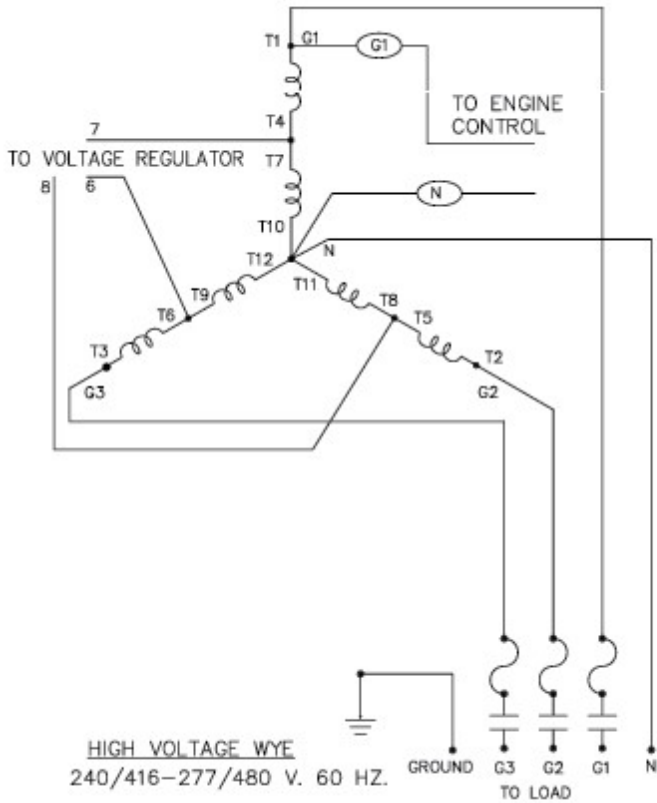 T1 G1 G1
TO ENGINE
CONTROL
T4
7
TO VOLTAGE REGULATOR
T7
8 6
N
T10
T12 N
T11
T9
T8
T6
T5
T3
T2
G3
G2
HIGH VOLTAGE WYE
240/416-277/480 V. 60 HZ.
GROUND G3 G2 G1 N
TO LOAD